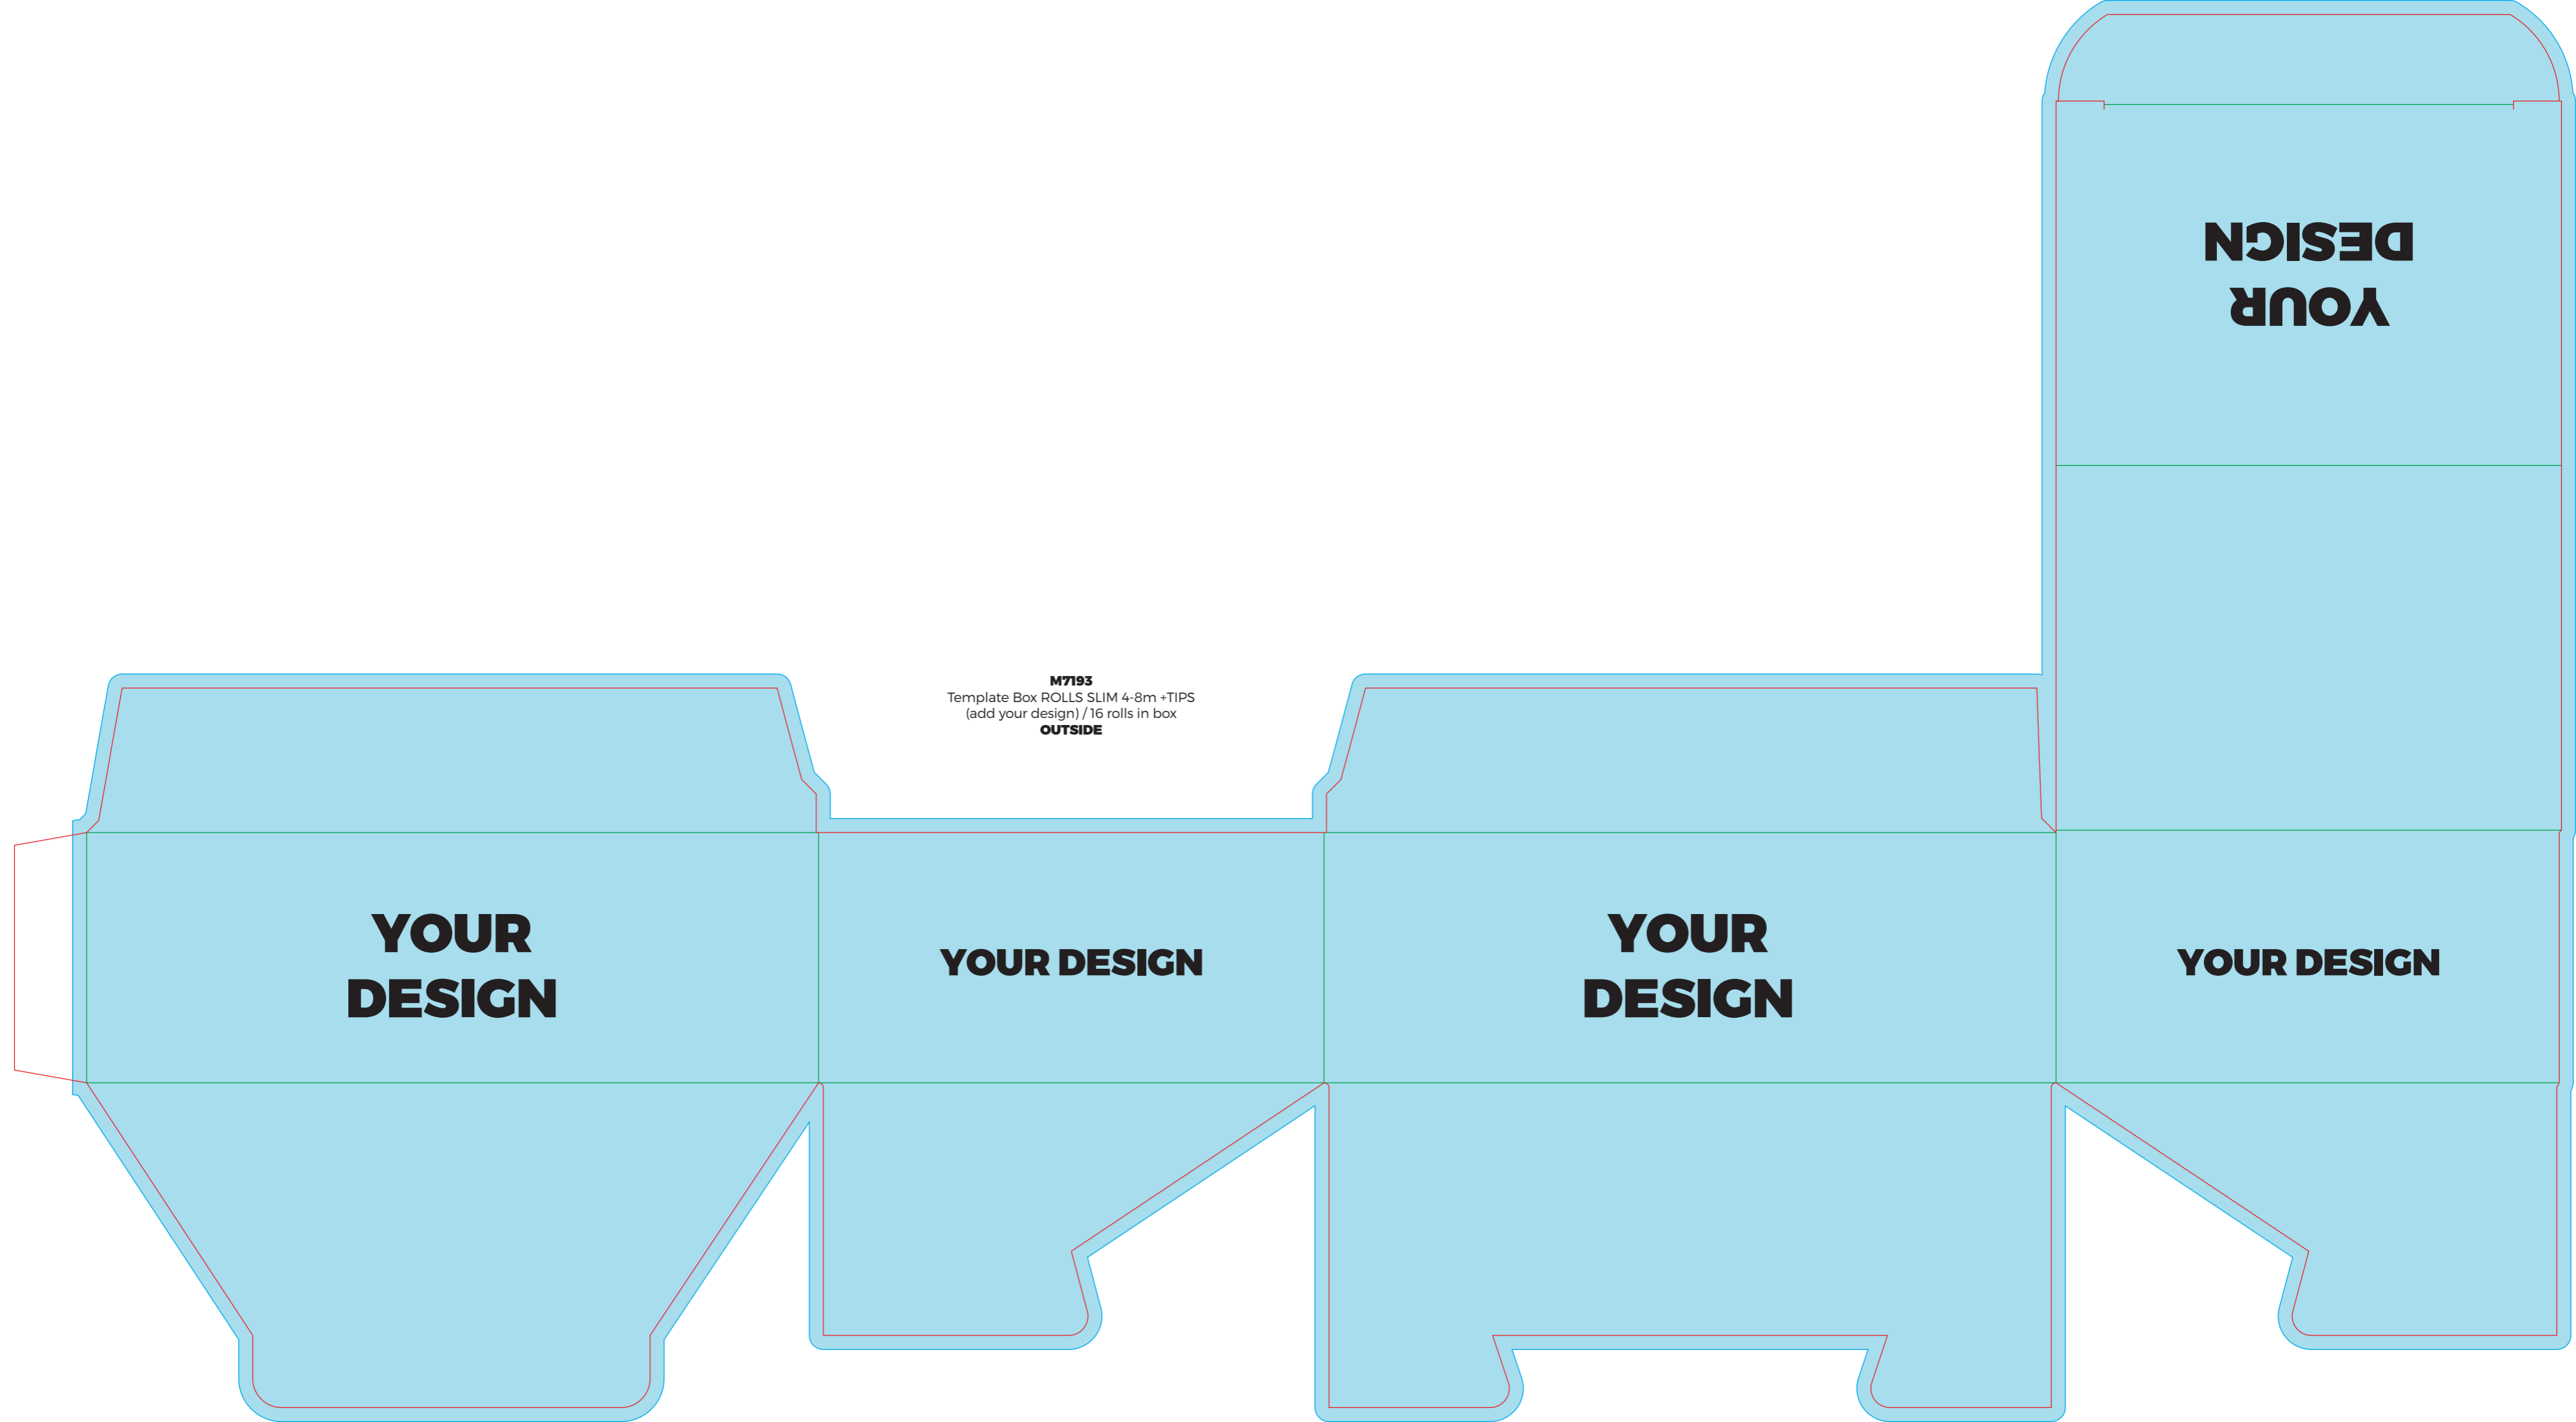 DESIGN
YOUR
M7193
Template Box ROLLS SLIM 4-8m +TIPS
(add your design) / 16 rolls in box
OUTSIDE
YOUR
DESIGN
YOUR DESIGN
YOUR
DESIGN
YOUR DESIGN